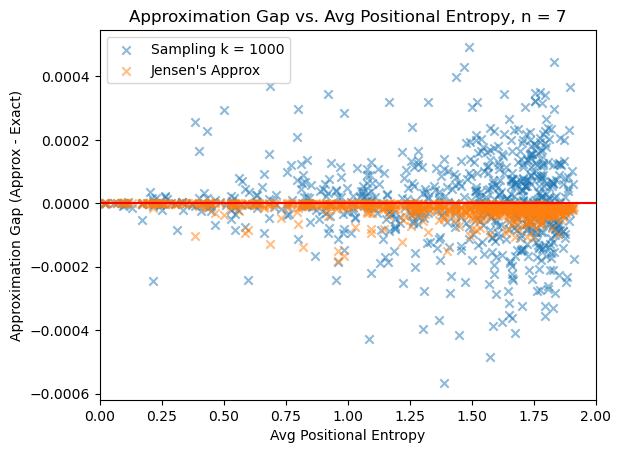 Approximation Gap vs. Avg Positional Entropy, n = 7
Sampling k = 1000
Jensen's Approx
Approximation Gap (Approx - Exact)
0.0004
0.0002
0.0000
−0.0002
−0.0004
−0.0006
0.00 0.25 0.50 0.75 1.00 1.25 1.50 1.75 2.00
Avg Positional Entropy